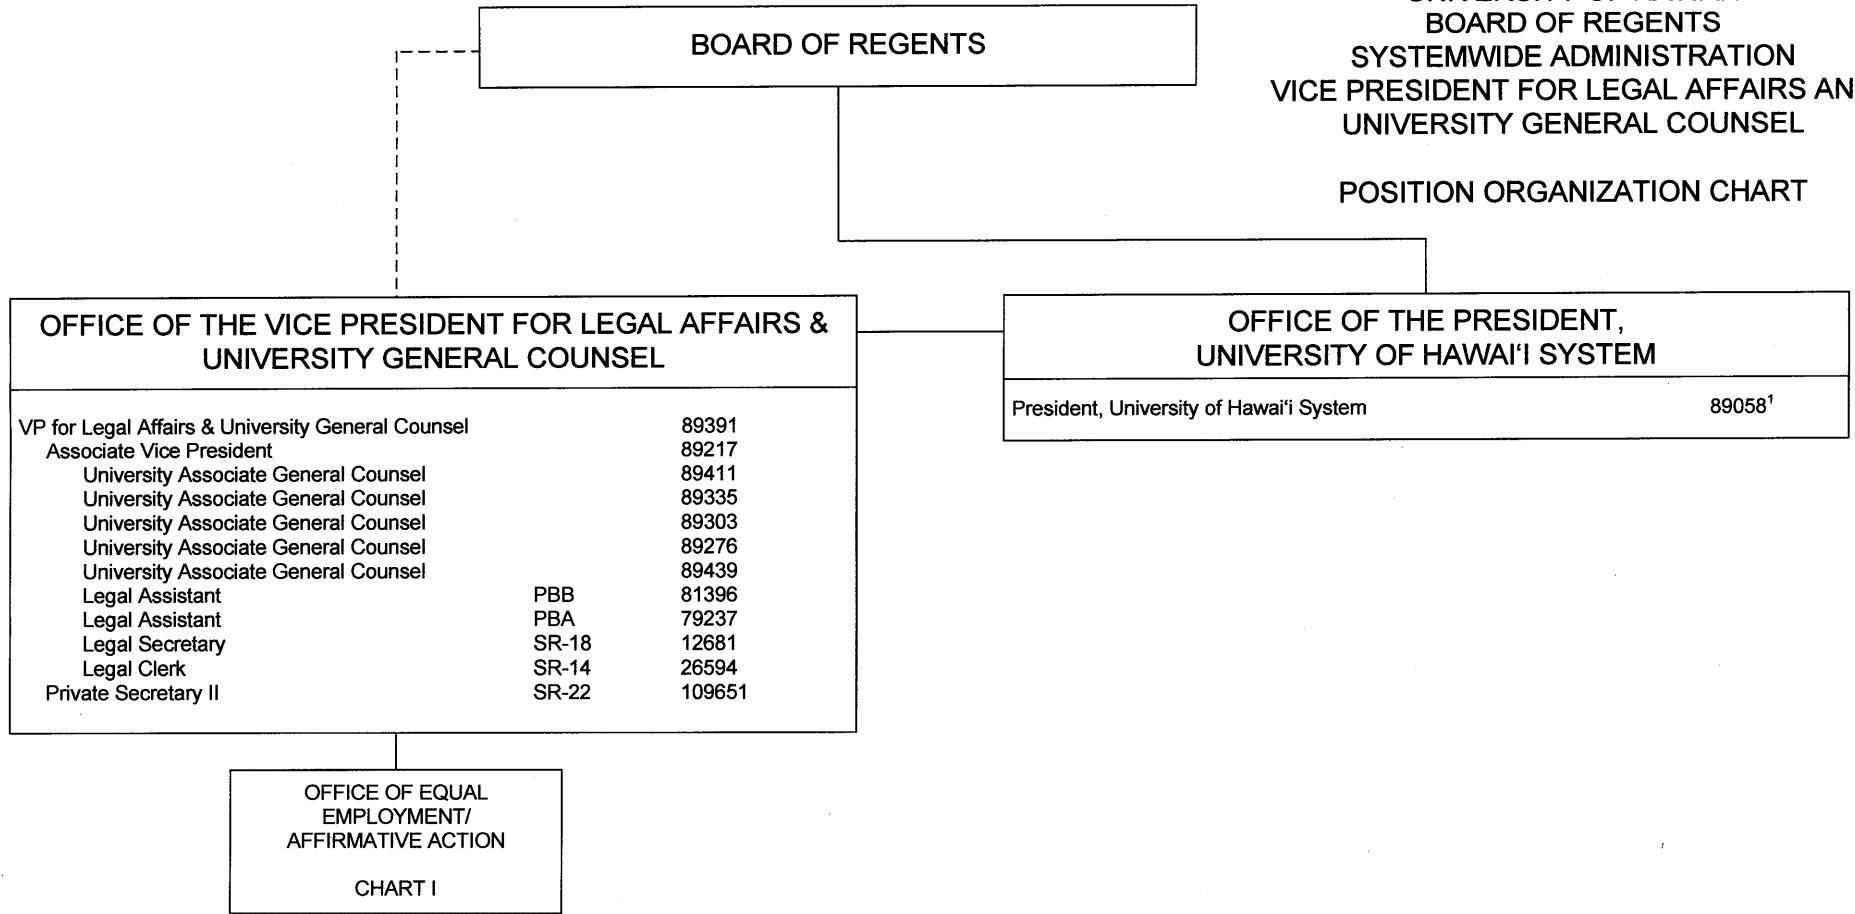 BOARD OF REGENTS
SYSTEMWIDE ADMINISTRATION
VICE PRESIDENT FOR LEGAL AFFAIRS AN
UNIVERSITY GENERAL COUNSEL
POSITION ORGANIZATION CHART
BOARD OF REGENTS
OFFICE OF THE VICE PRESIDENT FOR LEGAL AFFAIRS &
UNIVERSITY GENERAL COUNSEL
VP for Legal Affairs & University General Counsel 89391
Associate Vice President 89217
University Associate General Counsel 89411
University Associate General Counsel 89335
University Associate General Counsel 89303
University Associate General Counsel 89276
University Associate General Counsel 89439
Legal Assistant PBB 81396
Legal Assistant PBA 79237
Legal Secretary SR-18 12681
Legal Clerk SR-14 26594
Private Secretary II SR-22 109651
OFFICE OF THE PRESIDENT,
UNIVERSITY OF HAWAI‘I SYSTEM
President, University of Hawai‘i System 89058¹
OFFICE OF EQUAL
EMPLOYMENT/
AFFIRMATIVE ACTION
CHART I